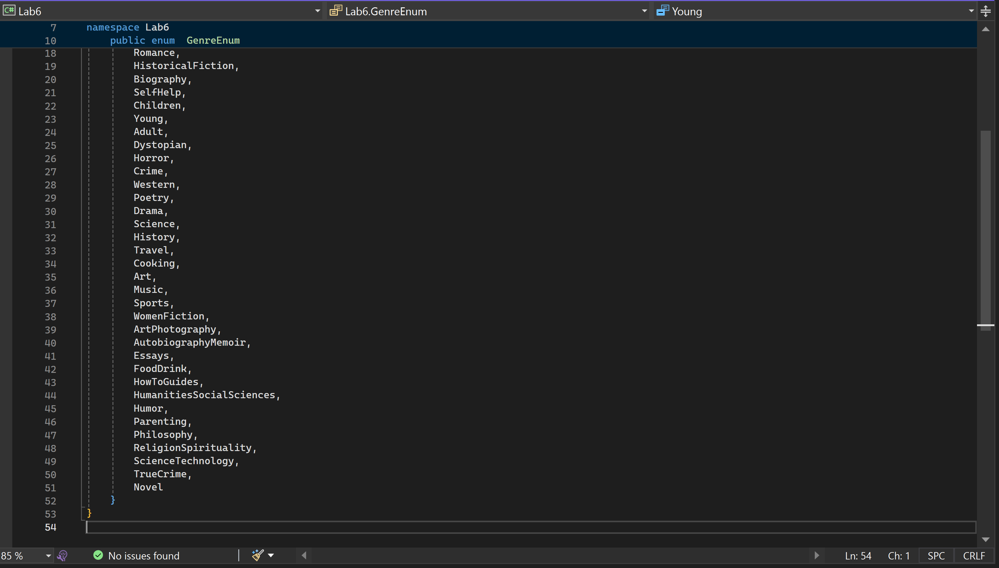 C# Lab6 Lab6.GenreEnum Young
7 namespace Lab6
10 public enum  GenreEnum
18 Romance,
19 HistoricalFiction,
20 Biography,
21 SelfHelp,
22 Children,
23 Young,
24 Adult,
25 Dystopian,
26 Horror,
27 Crime,
28 Western,
29 Poetry,
30 Drama,
31 Science,
32 History,
33 Travel,
34 Cooking,
35 Art,
36 Music,
37 Sports,
38 WomenFiction,
39 ArtPhotography,
40 AutobiographyMemoir,
41 Essays,
42 FoodDrink,
43 HowToGuides,
44 HumanitiesSocialSciences,
45 Humor,
46 Parenting,
47 Philosophy,
48 ReligionSpirituality,
49 ScienceTechnology,
50 TrueCrime,
51 Novel
52 }
53 }
54
85 % No issues found Ln: 54 Ch: 1 SPC CRLF